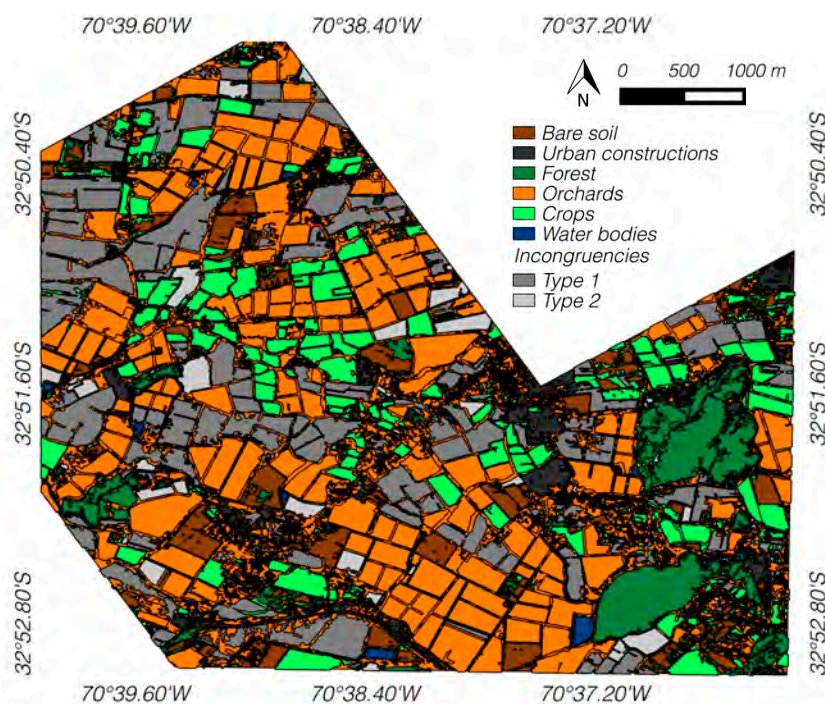 70°39.60'W 70°38.40'W 70°37.20'W
0 500 1000 m
N
32°50.40'S 32°50.40'S
Bare soil
Urban constructions
Forest
Orchards
Crops
Water bodies
Incongruencies
Type 1
Type 2
32°51.60'S 32°51.60'S
32°52.80'S 32°52.80'S
70°39.60'W 70°38.40'W 70°37.20'W